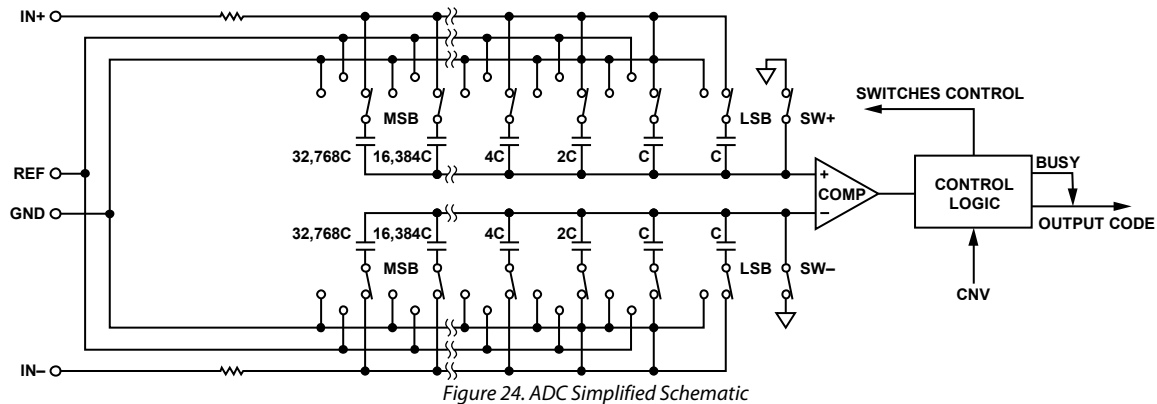 IN+
SWITCHES CONTROL
MSB
LSB SW+
32,768C 16,384C 4C 2C C C
REF
GND
+
COMP
–
CONTROL
LOGIC
BUSY
OUTPUT CODE
32,768C 16,384C 4C 2C C C
MSB
LSB SW–
CNV
IN–
Figure 24. ADC Simplified Schematic